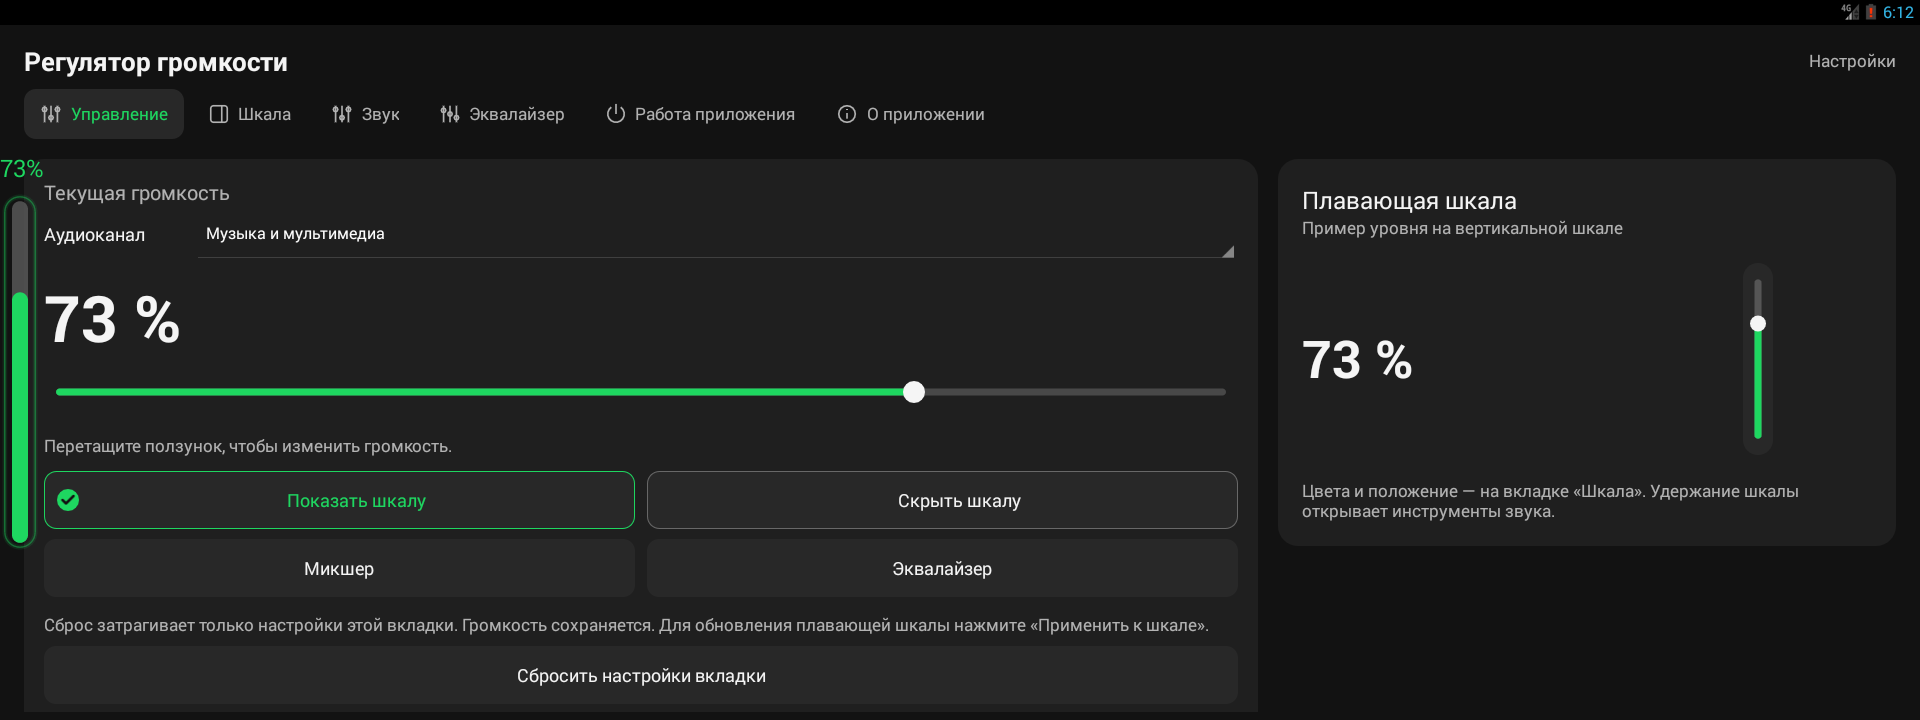 4G 6:12
Регулятор громкости
Настройки
Управление
Шкала
Звук
Эквалайзер
Работа приложения
О приложении
73%
Текущая громкость
Аудиоканал
Музыка и мультимедиа
73 %
Перетащите ползунок, чтобы изменить громкость.
Показать шкалу
Скрыть шкалу
Микшер
Эквалайзер
Сброс затрагивает только настройки этой вкладки. Громкость сохраняется. Для обновления плавающей шкалы нажмите «Применить к шкале».
Сбросить настройки вкладки
Плавающая шкала
Пример уровня на вертикальной шкале
73 %
Цвета и положение — на вкладке «Шкала». Удержание шкалы
открывает инструменты звука.